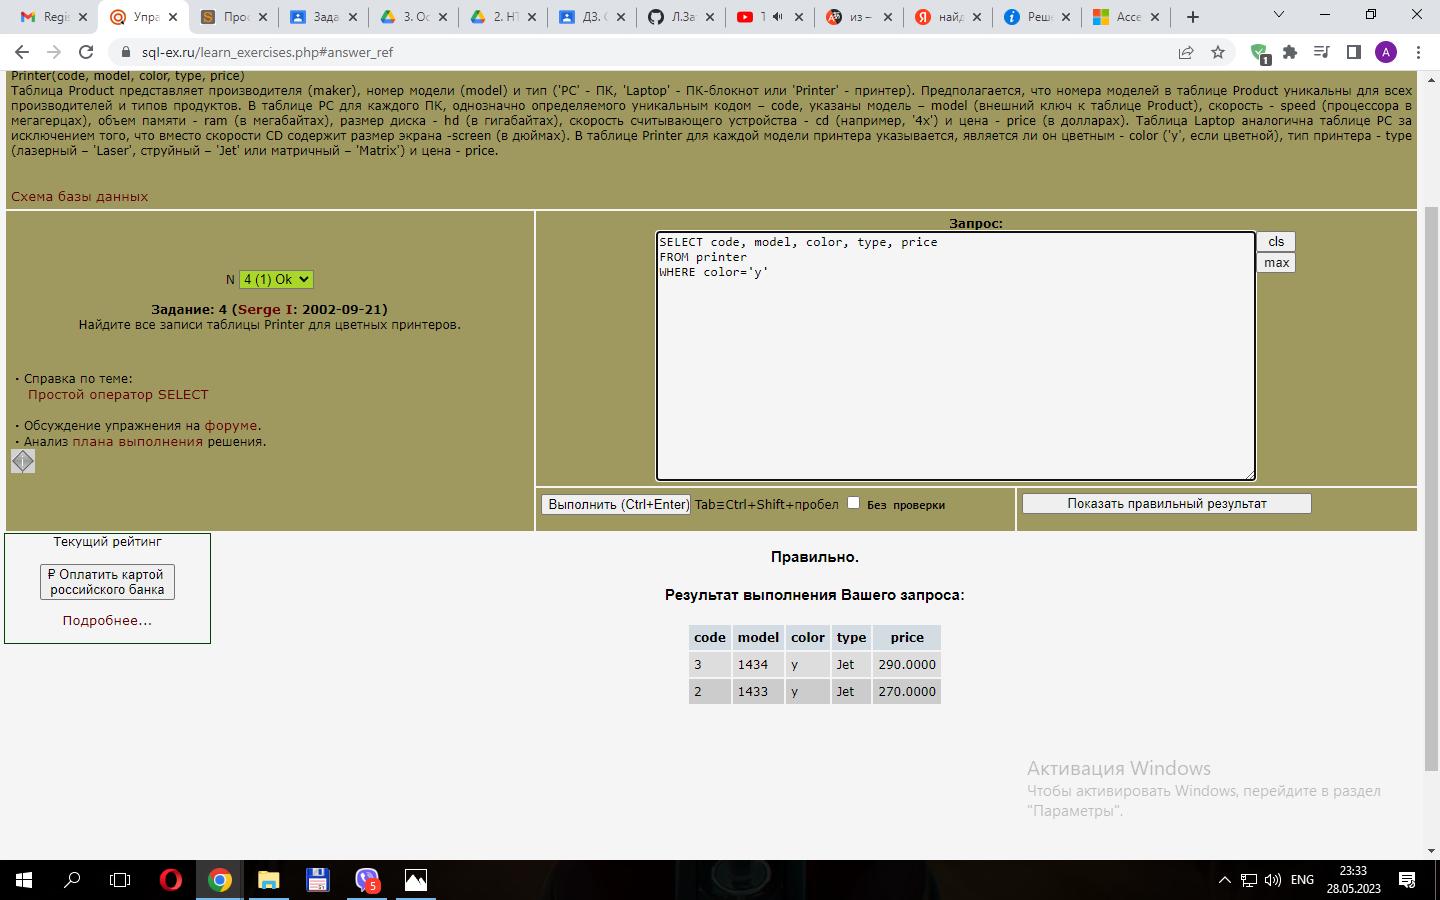 Regis
Упра
Прос
Зада
3. Ос
2. НТ
ДЗ. С
Л.За
из –
найд
Реше
Acce
sql-ex.ru/learn_exercises.php#answer_ref
1
A
Printer(code, model, color, type, price)
Таблица Product представляет производителя (maker), номер модели (model) и тип ('PC' - ПК, 'Laptop' - ПК-блокнот или 'Printer' - принтер). Предполагается, что номера моделей в таблице Product уникальны для всех
производителей и типов продуктов. В таблице PC для каждого ПК, однозначно определяемого уникальным кодом – code, указаны модель – model (внешний ключ к таблице Product), скорость - speed (процессора в
мегагерцах), объем памяти - ram (в мегабайтах), размер диска - hd (в гигабайтах), скорость считывающего устройства - cd (например, '4x') и цена - price (в долларах). Таблица Laptop аналогична таблице РС за
исключением того, что вместо скорости CD содержит размер экрана -screen (в дюймах). В таблице Printer для каждой модели принтера указывается, является ли он цветным - color ('y', если цветной), тип принтера - type
(лазерный – 'Laser', струйный – 'Jet' или матричный – 'Matrix') и цена - price.
Схема базы данных
Запрос:
SELECT code, model, color, type, price
FROM printer
WHERE color='y'
cls
max
N 4 (1) Ok
Задание: 4 (Serge I: 2002-09-21)
Найдите все записи таблицы Printer для цветных принтеров.
• Справка по теме:
Простой оператор SELECT
• Обсуждение упражнения на форуме.
• Анализ плана выполнения решения.
Выполнить (Ctrl+Enter) Tab≡Ctrl+Shift+пробел Без проверки
Показать правильный результат
Текущий рейтинг
₽ Оплатить картой
российского банка
Подробнее...
Правильно.
Результат выполнения Вашего запроса:
code model color type price
3 1434 y Jet 290.0000
2 1433 y Jet 270.0000
Активация Windows
Чтобы активировать Windows, перейдите в раздел
"Параметры".
5
ENG
23:33
28.05.2023